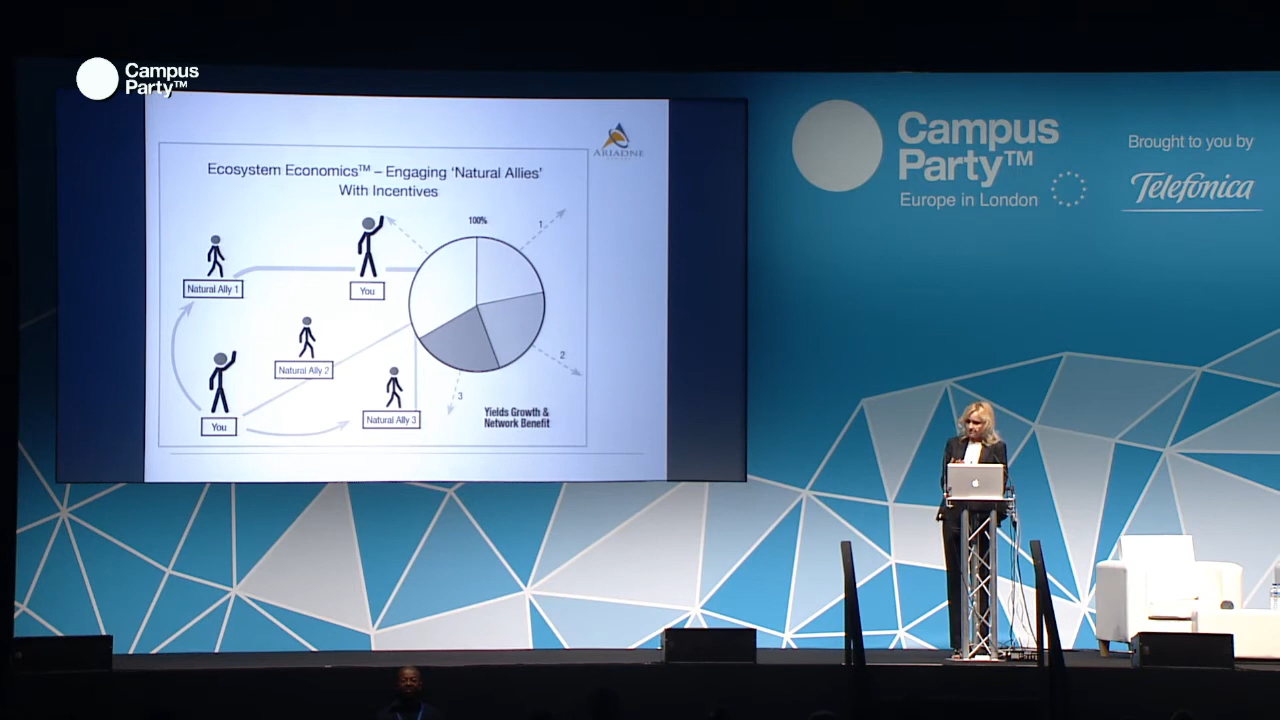 Campus
Party™
ARIADNE
Ecosystem Economics™ – Engaging ‘Natural Allies’
With Incentives
100%
1
Natural Ally 1
You
Natural Ally 2
2
3
Natural Ally 3
You
Yields Growth &
Network Benefit
Campus
Party™
Europe in London
Brought to you by
Telefónica